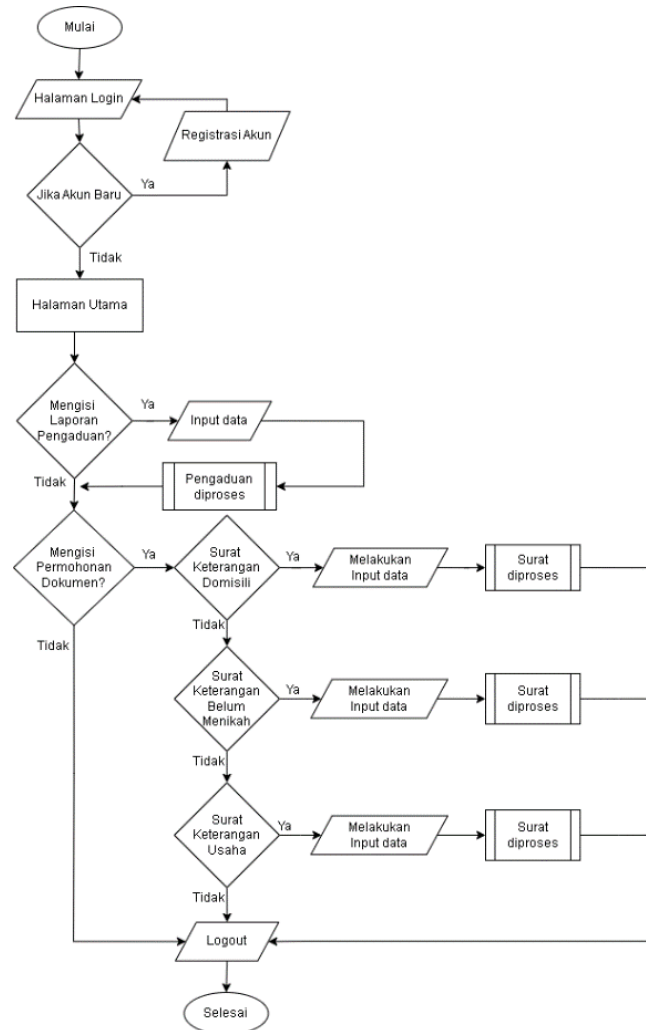 Mulai
Halaman Login
Registrasi Akun
Jika Akun Baru
Ya
Tidak
Halaman Utama
Mengisi
Laporan
Pengaduan?
Ya
Input data
Tidak
Pengaduan
diproses
Mengisi
Permohonan
Dokumen?
Ya
Surat
Keterangan
Domisili
Ya
Melakukan
Input data
Surat
diproses
Tidak
Tidak
Surat
Keterangan
Belum
Menikah
Ya
Melakukan
Input data
Surat
diproses
Tidak
Surat
Keterangan
Usaha
Ya
Melakukan
Input data
Surat
diproses
Tidak
Logout
Selesai